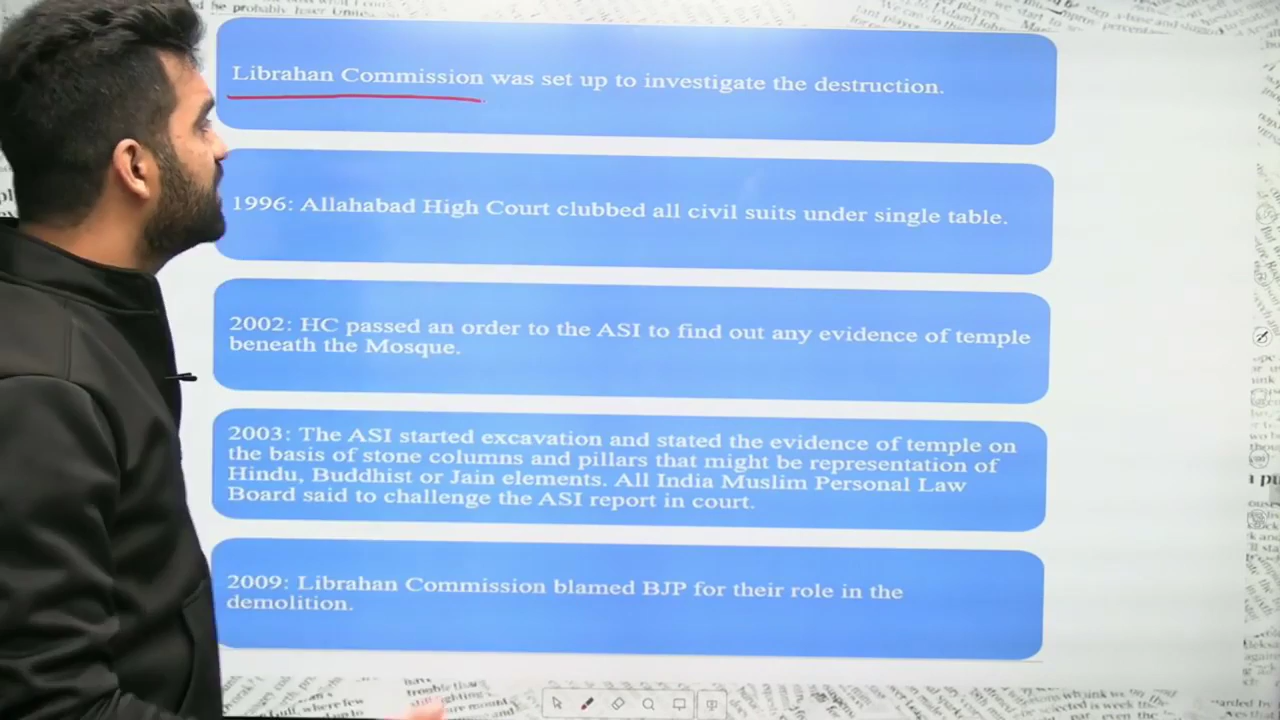 Librahan Commission was set up to investigate the destruction.
1996: Allahabad High Court clubbed all civil suits under single table.
2002: HC passed an order to the ASI to find out any evidence of temple
beneath the Mosque.
2003: The ASI started excavation and stated the evidence of temple on
the basis of stone columns and pillars that might be representation of
Hindu, Buddhist or Jain elements. All India Muslim Personal Law
Board said to challenge the ASI report in court.
2009: Librahan Commission blamed BJP for their role in the
demolition.